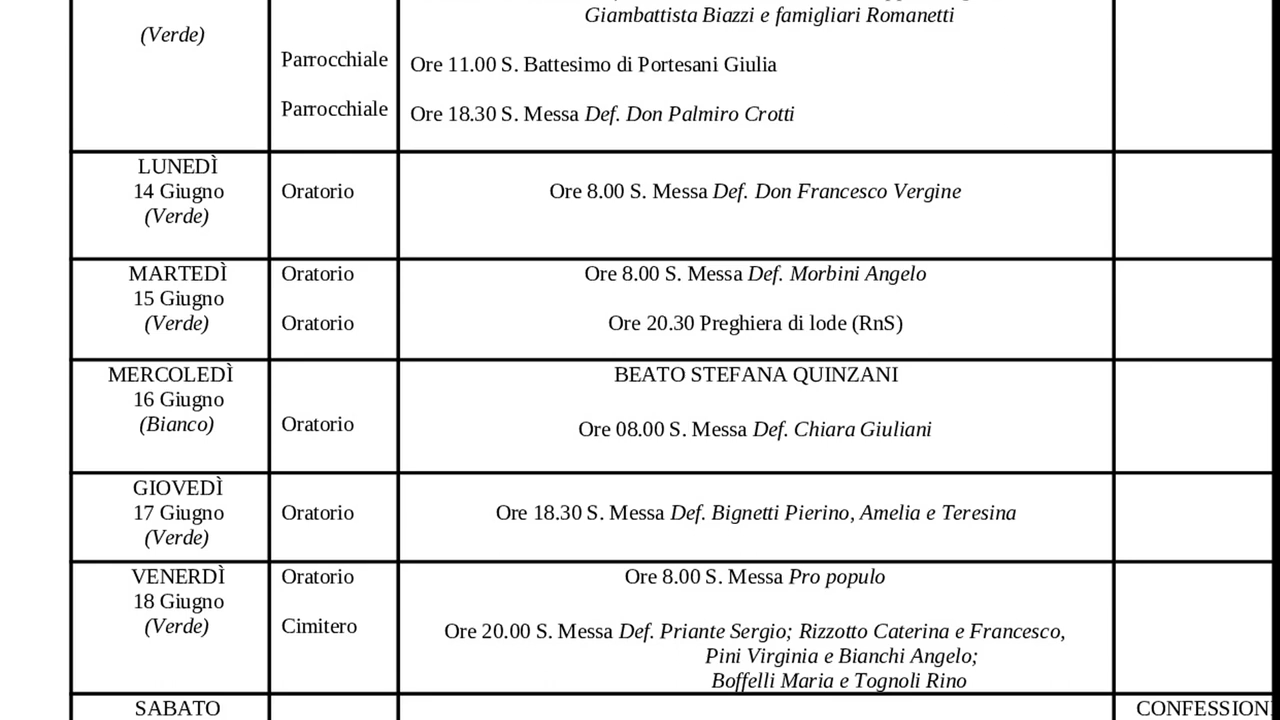 Giambattista Biazzi e famigliari Romanetti
(Verde)
Parrocchiale Ore 11.00 S. Battesimo di Portesani Giulia
Parrocchiale Ore 18.30 S. Messa Def. Don Palmiro Crotti
LUNEDÌ
14 Giugno Oratorio Ore 8.00 S. Messa Def. Don Francesco Vergine
(Verde)
MARTEDÌ Oratorio Ore 8.00 S. Messa Def. Morbini Angelo
15 Giugno
(Verde) Oratorio Ore 20.30 Preghiera di lode (RnS)
MERCOLEDÌ BEATO STEFANA QUINZANI
16 Giugno
(Bianco) Oratorio Ore 08.00 S. Messa Def. Chiara Giuliani
GIOVEDÌ
17 Giugno Oratorio Ore 18.30 S. Messa Def. Bignetti Pierino, Amelia e Teresina
(Verde)
VENERDÌ Oratorio Ore 8.00 S. Messa Pro populo
18 Giugno
(Verde) Cimitero Ore 20.00 S. Messa Def. Priante Sergio; Rizzotto Caterina e Francesco,
Pini Virginia e Bianchi Angelo;
Boffelli Maria e Tognoli Rino
SABATO CONFESSION